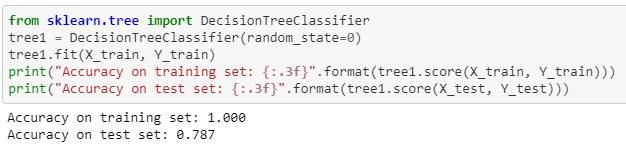 from sklearn.tree import DecisionTreeClassifier
tree1 = DecisionTreeClassifier(random_state=0)
tree1.fit(X_train, Y_train)
print("Accuracy on training set: {:.3f}".format(tree1.score(X_train, Y_train)))
print("Accuracy on test set: {:.3f}".format(tree1.score(X_test, Y_test)))
Accuracy on training set: 1.000
Accuracy on test set: 0.787